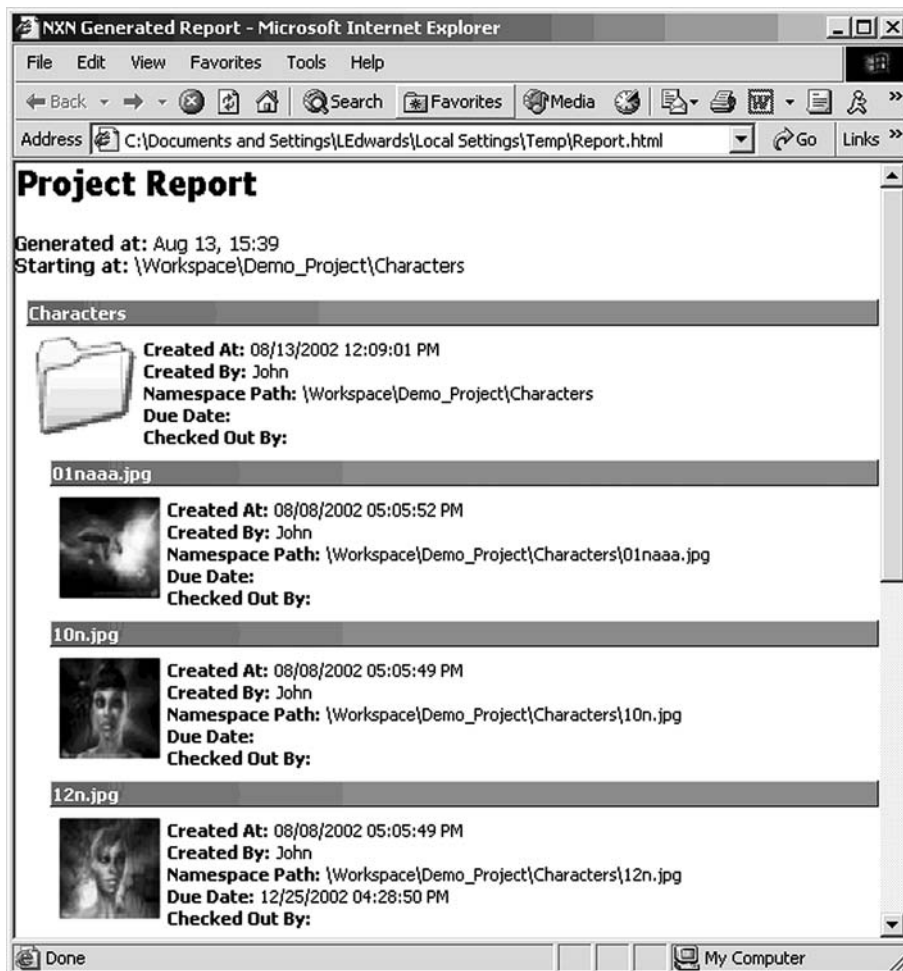 NXN Generated Report - Microsoft Internet Explorer
File Edit View Favorites Tools Help
Back Search Favorites Media »
Address C:\Documents and Settings\LEdwards\Local Settings\Temp\Report.html Go Links »
Project Report
Generated at: Aug 13, 15:39
Starting at: \Workspace\Demo_Project\Characters
Characters
Created At: 08/13/2002 12:09:01 PM
Created By: John
Namespace Path: \Workspace\Demo_Project\Characters
Due Date:
Checked Out By:
01naaa.jpg
Created At: 08/08/2002 05:05:52 PM
Created By: John
Namespace Path: \Workspace\Demo_Project\Characters\01naaa.jpg
Due Date:
Checked Out By:
10n.jpg
Created At: 08/08/2002 05:05:49 PM
Created By: John
Namespace Path: \Workspace\Demo_Project\Characters\10n.jpg
Due Date:
Checked Out By:
12n.jpg
Created At: 08/08/2002 05:05:49 PM
Created By: John
Namespace Path: \Workspace\Demo_Project\Characters\12n.jpg
Due Date: 12/25/2002 04:28:50 PM
Checked Out By:
Done My Computer